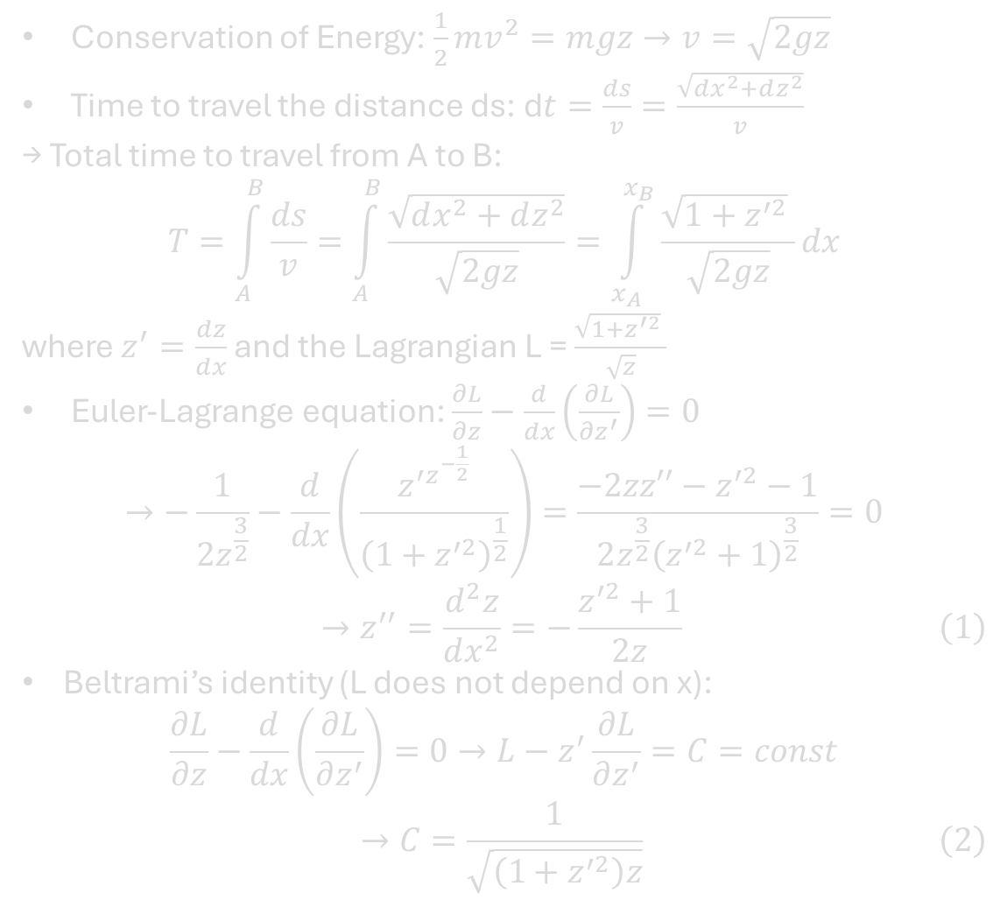 • Conservation of Energy: $\frac{1}{2}mv^2 = mgz \rightarrow v = \sqrt{2gz}$
• Time to travel the distance ds: d$t = \frac{ds}{v} = \frac{\sqrt{dx^2+dz^2}}{v}$
→ Total time to travel from A to B:
$T = \int_A^B \frac{ds}{v} = \int_A^B \frac{\sqrt{dx^2 + dz^2}}{\sqrt{2gz}} = \int_{x_A}^{x_B} \frac{\sqrt{1 + z'^2}}{\sqrt{2gz}} dx$
where $z' = \frac{dz}{dx}$ and the Lagrangian L = $\frac{\sqrt{1+z'^2}}{\sqrt{z}}$
• Euler-Lagrange equation: $\frac{\partial L}{\partial z} - \frac{d}{dx}\left(\frac{\partial L}{\partial z'}\right) = 0$
$\rightarrow -\frac{1}{2z^{\frac{3}{2}}} - \frac{d}{dx}\left(\frac{z'^{z^{-\frac{1}{2}}}}{(1 + z'^2)^{\frac{1}{2}}}\right) = \frac{-2zz'' - z'^2 - 1}{2z^{\frac{3}{2}}(z'^2 + 1)^{\frac{3}{2}}} = 0$
$\rightarrow z'' = \frac{d^2z}{dx^2} = -\frac{z'^2 + 1}{2z}$ (1)
• Beltrami's identity (L does not depend on x):
$\frac{\partial L}{\partial z} - \frac{d}{dx}\left(\frac{\partial L}{\partial z'}\right) = 0 \rightarrow L - z'\frac{\partial L}{\partial z'} = C = const$
$\rightarrow C = \frac{1}{\sqrt{(1 + z'^2)z}}$ (2)